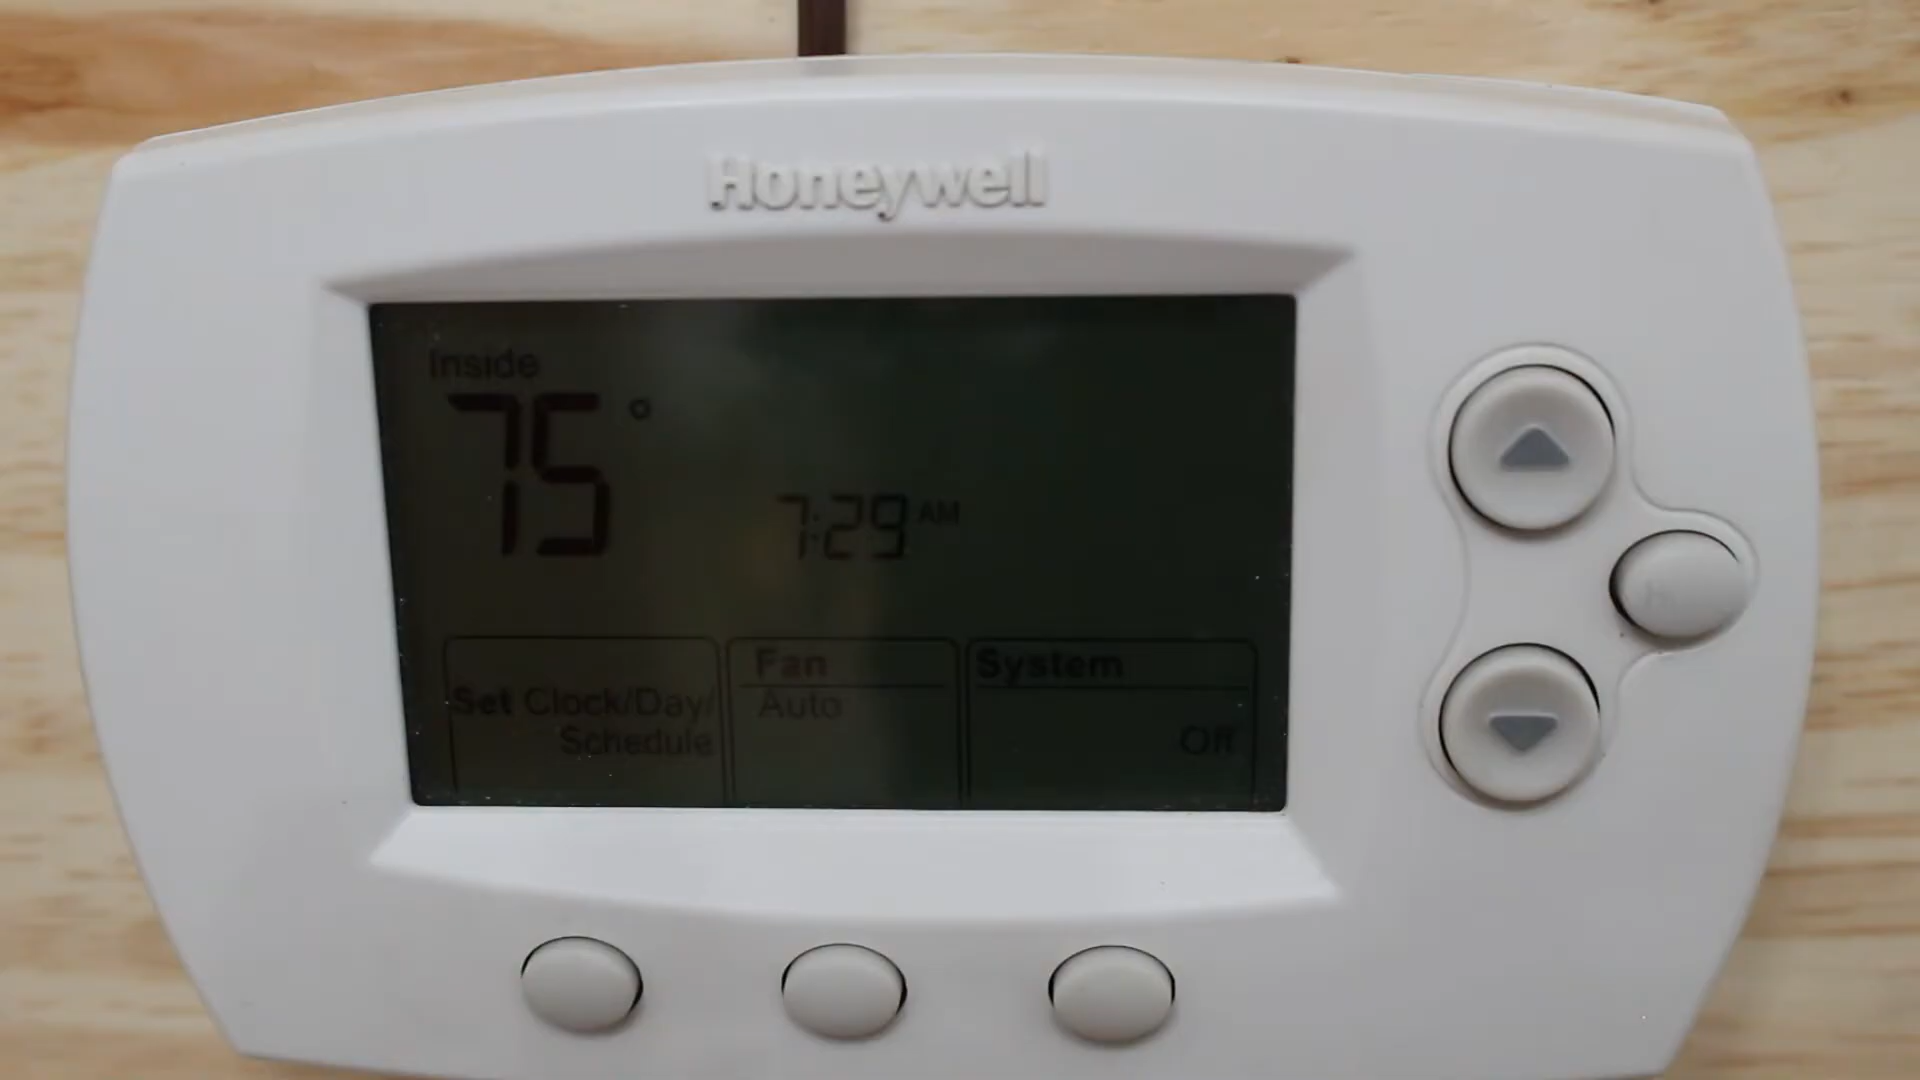 Honeywell
Inside
75°
7:29 AM
Set Clock/Day/
Schedule
Fan
Auto
System
Off